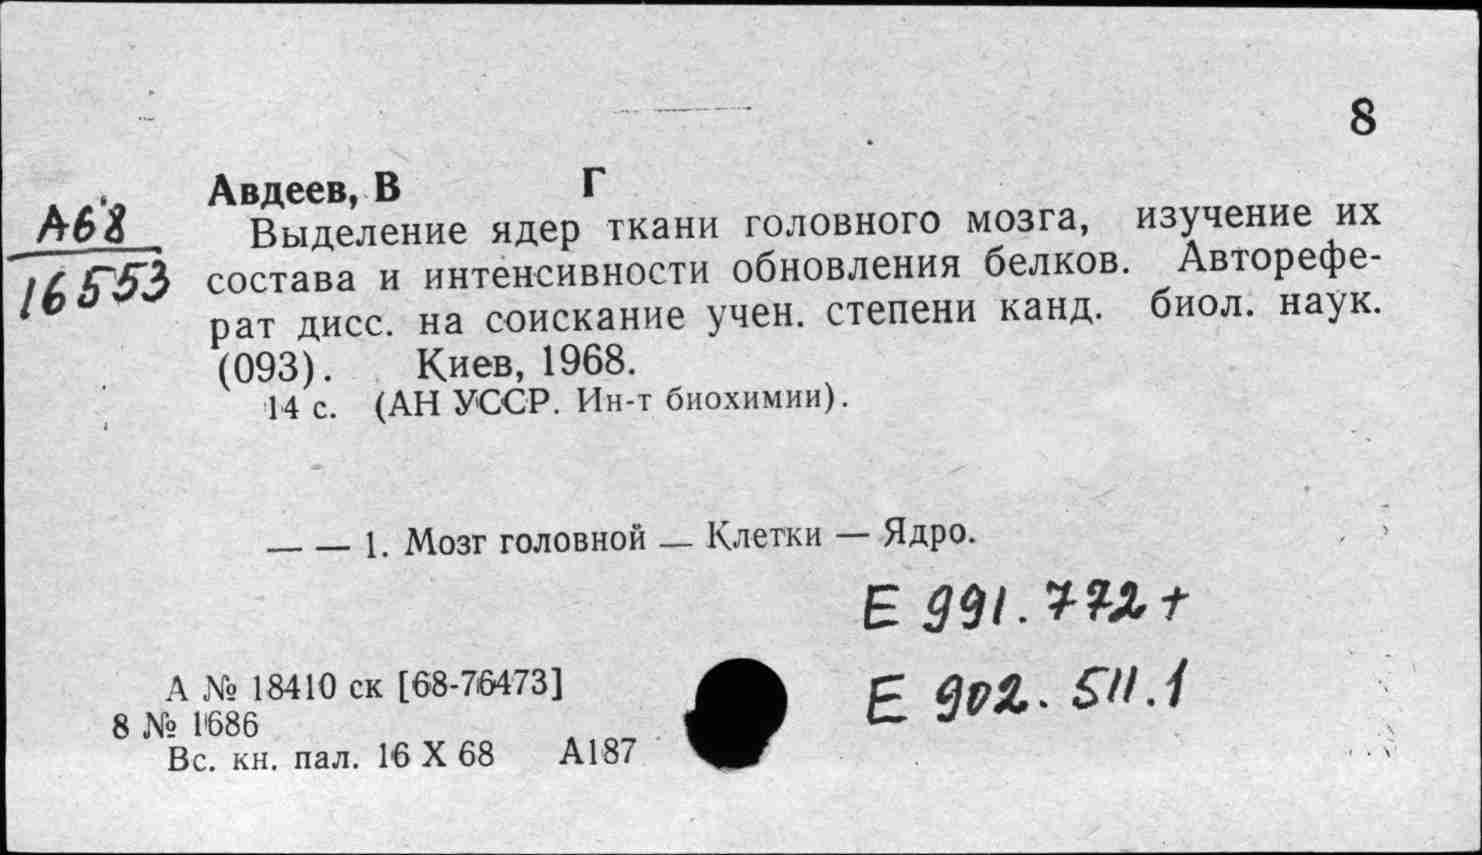 8
Авдеев, В Г
А68
16553
Выделение ядер ткани головного мозга, изучение их
состава и интенсивности обновления белков. Авторефе-
рат дисс. на соискание учен. степени канд. биол. наук.
(093). Киев, 1968.
14 с. (АН УССР. Ин-т биохимии).
— — 1. Мозг головной — Клетки — Ядро.
Е 991.772+
Е 902.511.1
А № 18410 ск [68-76473]
8 № 1686
Вс. кн. пал. 16 X 68 А187